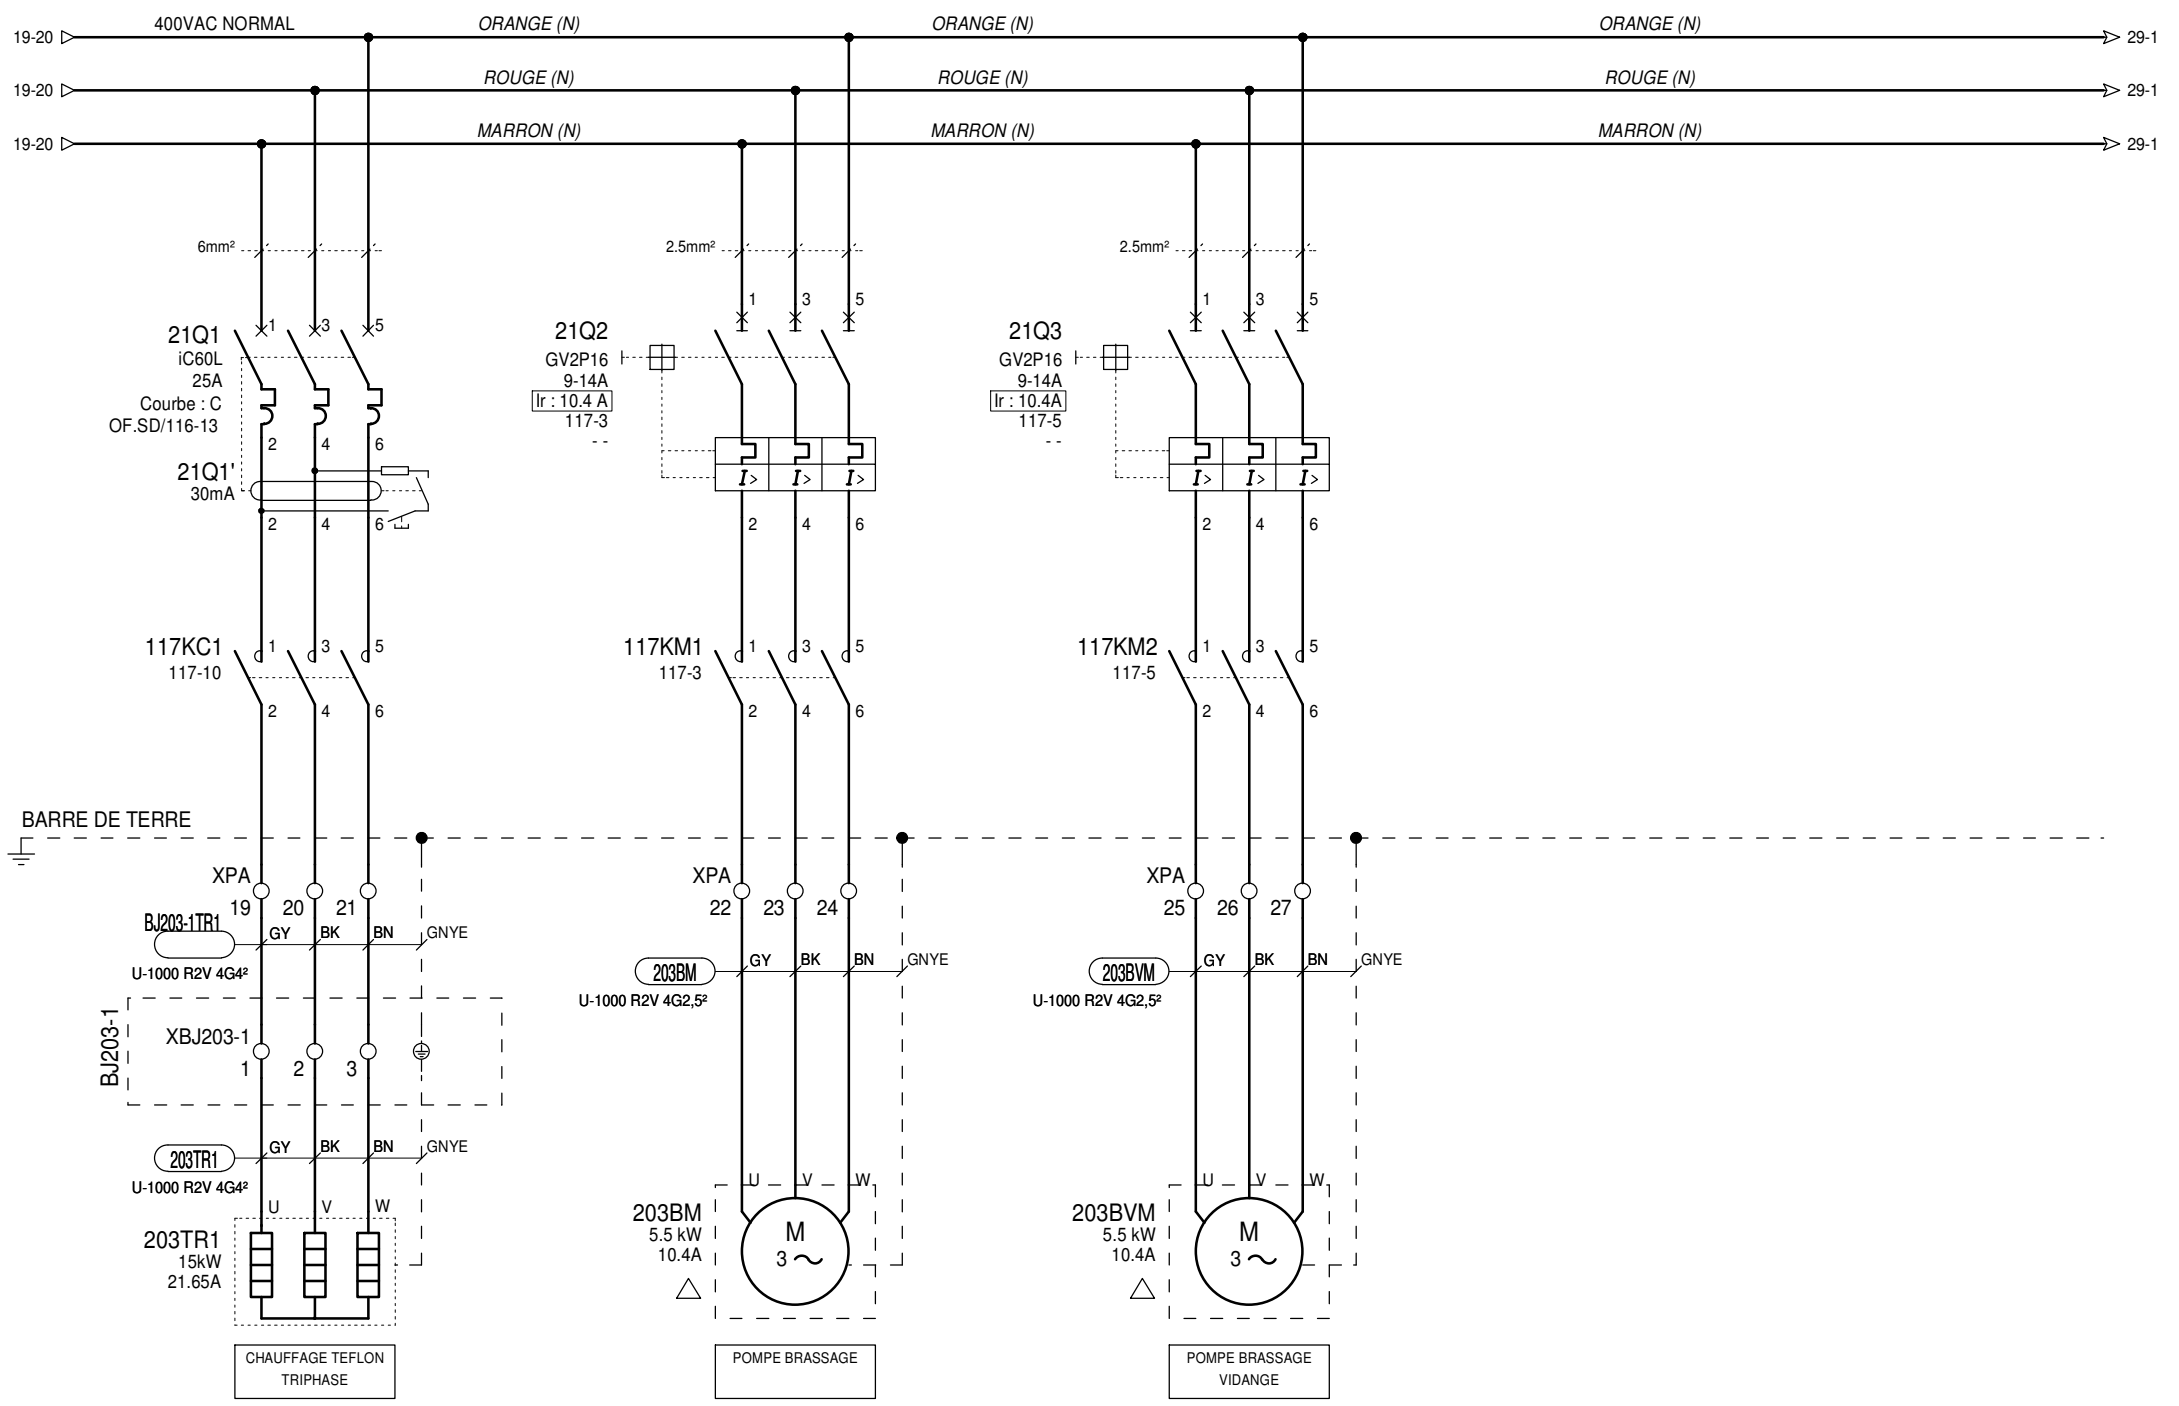 400VAC NORMAL
ORANGE (N)
ORANGE (N)
ORANGE (N)
19-20
29-1
ROUGE (N)
ROUGE (N)
ROUGE (N)
19-20
29-1
MARRON (N)
MARRON (N)
MARRON (N)
19-20
29-1
6mm²
2.5mm²
2.5mm²
1 3 5
21Q1
iC60L
25A
Courbe : C
OF.SD/116-13
2 4 6
21Q1'
30mA
2 4 6
1 3 5
21Q2
GV2P16
9-14A
Ir : 10.4 A
117-3
- -
I> I> I>
2 4 6
1 3 5
21Q3
GV2P16
9-14A
Ir : 10.4A
117-5
- -
I> I> I>
2 4 6
117KC1
117-10
1 3 5
2 4 6
117KM1
117-3
1 3 5
2 4 6
117KM2
117-5
1 3 5
2 4 6
BARRE DE TERRE
XPA
19 20 21
BJ203-1TR1
GY BK BN GNYE
U-1000 R2V 4G4²
BJ203-1
XBJ203-1
1 2 3
203TR1
GY BK BN GNYE
U-1000 R2V 4G4²
U V W
203TR1
15kW
21.65A
CHAUFFAGE TEFLON
TRIPHASE
XPA
22 23 24
203BM
GY BK BN GNYE
U-1000 R2V 4G2,5²
U V W
203BM
5.5 kW
10.4A
M
3
POMPE BRASSAGE
XPA
25 26 27
203BVM
GY BK BN GNYE
U-1000 R2V 4G2,5²
U V W
203BVM
5.5 kW
10.4A
M
3
POMPE BRASSAGE
VIDANGE